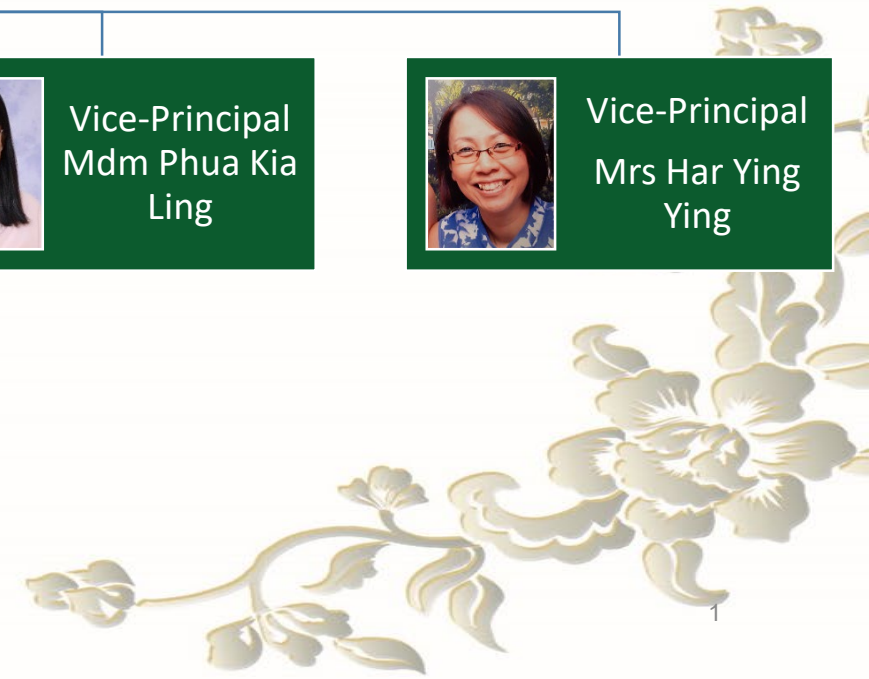 Vice-Principal
Mdm Phua Kia
Ling
Vice-Principal
Mrs Har Ying
Ying
1